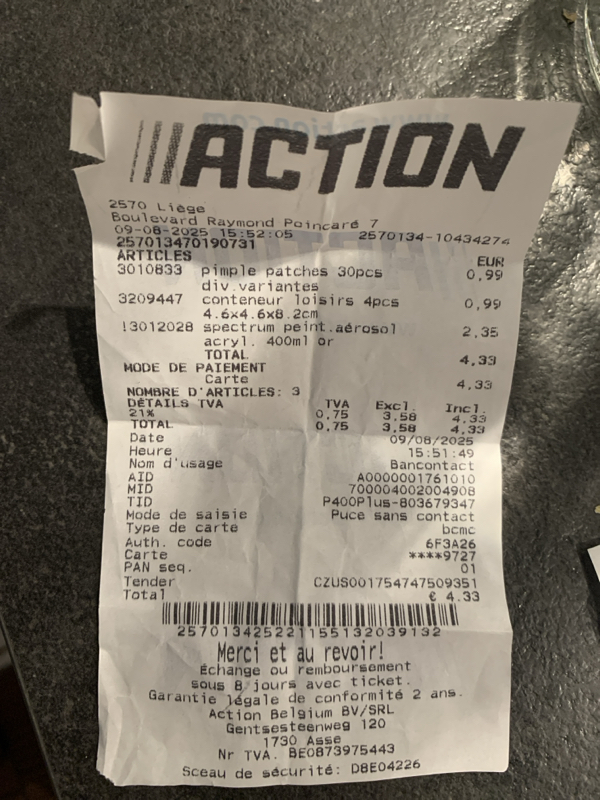 ACTION
2570 Liège
Boulevard Raymond Poincaré 7
09-08-2025 15:52:05 2570134-10434274
257013470190731
ARTICLES EUR
3010833 pimple patches 30pcs 0,99
div.variantes
3209447 conteneur loisirs 4pcs 0,99
4.6x4.6x8.2cm
!3012028 spectrum peint.aérosol 2,35
acryl. 400ml or
TOTAL 4,33
MODE DE PAIEMENT
Carte 4,33
NOMBRE D'ARTICLES: 3
DÉTAILS TVA TVA Excl. Incl.
21% 0,75 3,58 4,33
TOTAL 0,75 3,58 4,33
Date 09/08/2025
Heure 15:51:49
Nom d'usage Bancontact
AID A0000001761010
MID 700004002004908
TID P400Plus-803679347
Mode de saisie Puce sans contact
Type de carte bcmc
Auth. code 6F3A26
Carte ****9727
PAN seq. 01
Tender CZUS001754747509351
Total € 4.33
257013425221155132039132
Merci et au revoir!
Échange ou remboursement
sous 8 jours avec ticket.
Garantie légale de conformité 2 ans.
Action Belgium BV/SRL
Gentsesteenweg 120
1730 Asse
Nr TVA. BE0873975443
Sceau de sécurité: D8E04226